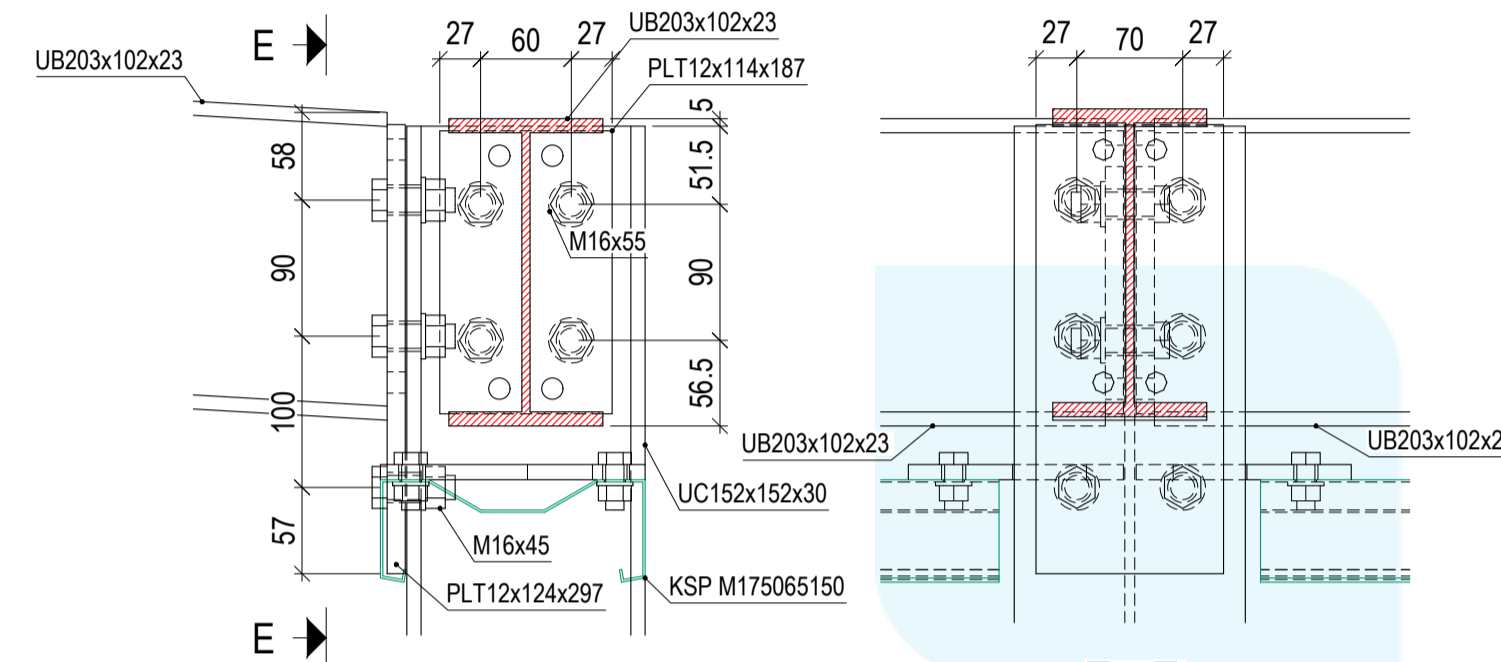 E
27
60
27
UB203x102x23
UB203x102x23
PLT12x114x187
58
90
100
57
5
51.5
90
56.5
M16x55
UC152x152x30
M16x45
PLT12x124x297
KSP M175065150
E
27
70
27
UB203x102x23
UB203x102x2